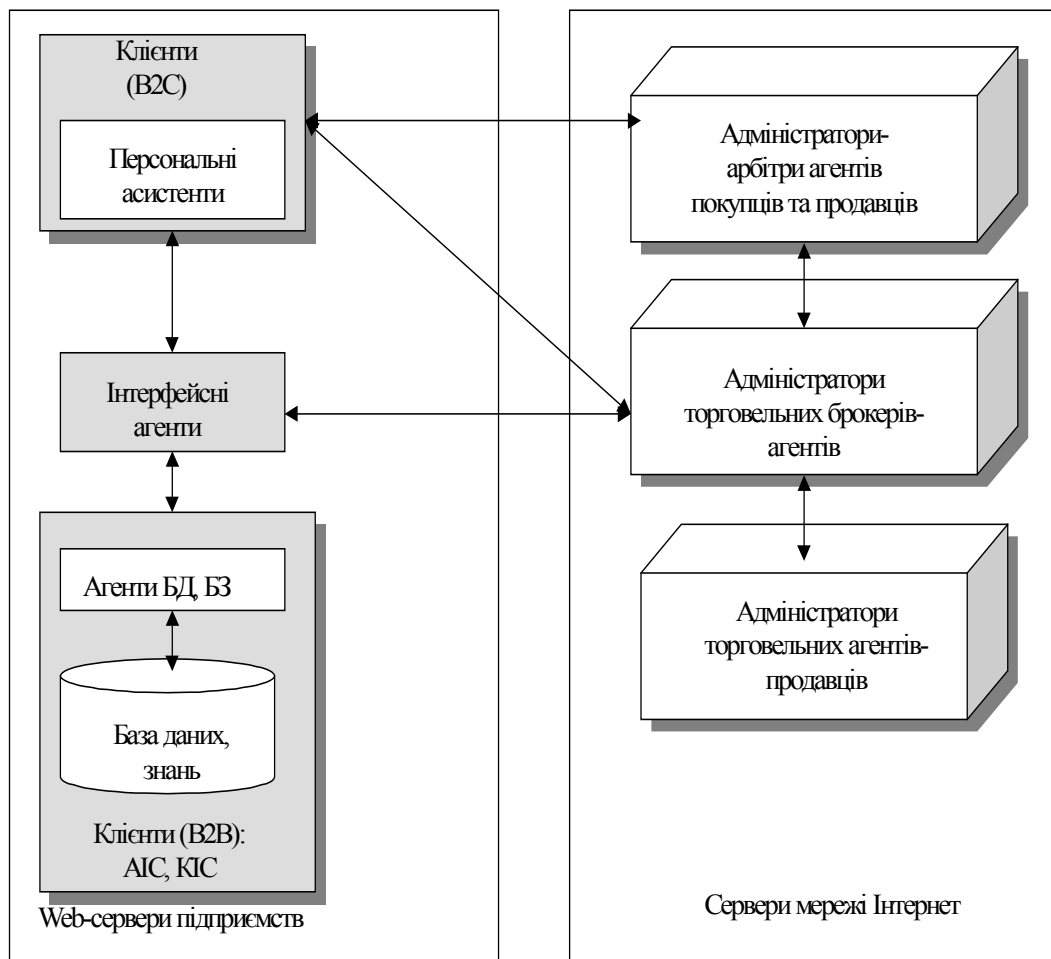 Клієнти
(B2C)
Персональні
асистенти
Інтерфейсні
агенти
Агенти БД, БЗ
База даних,
знань
Клієнти (B2B):
АІС, КІС
Web-сервери підприємств
Адміністратори-
арбітри агентів
покупців та продавців
Адміністратори
торговельних брокерів-
агентів
Адміністратори
торговельних агентів-
продавців
Сервери мережі Інтернет